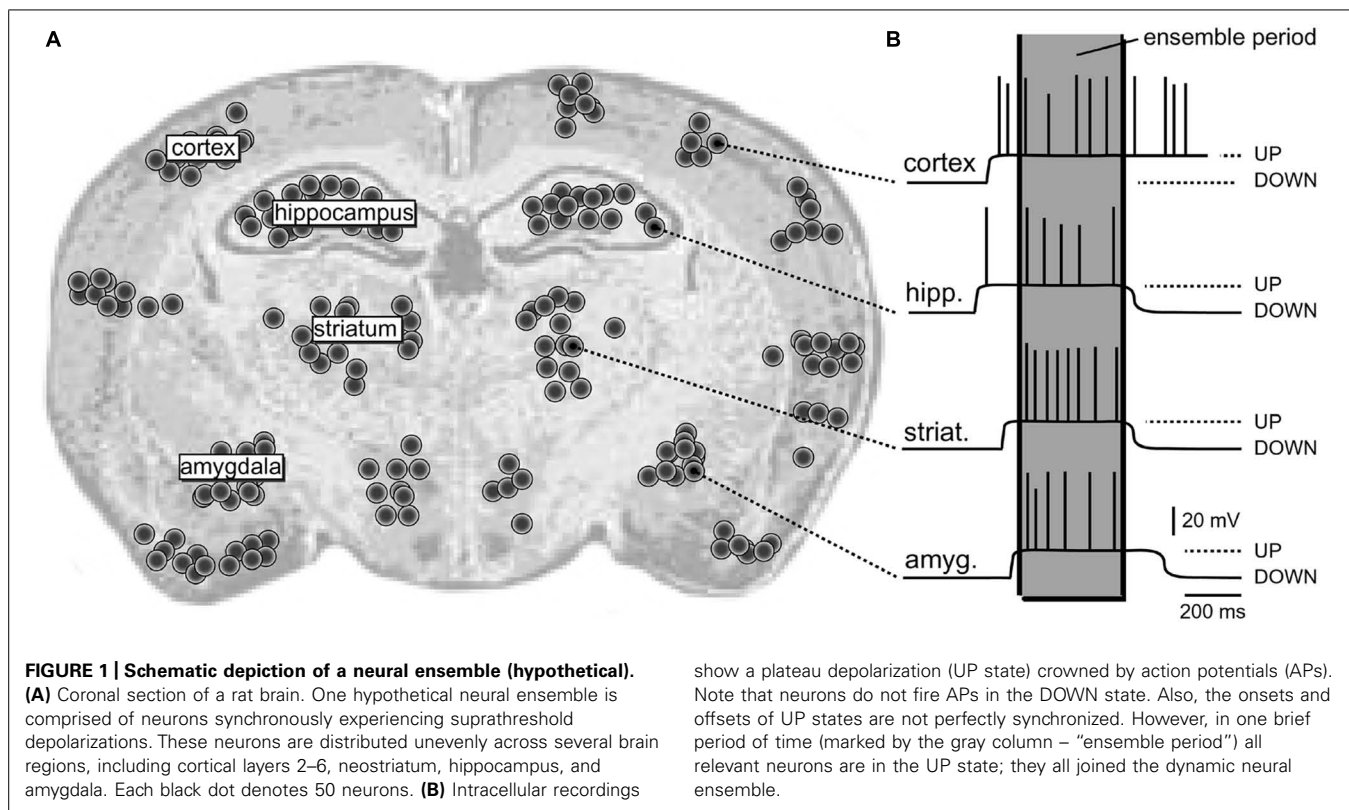 A
B
ensemble period
cortex
hippocampus
striatum
amygdala
cortex
UP
DOWN
hipp.
UP
DOWN
striat.
UP
DOWN
20 mV
amyg.
UP
DOWN
200 ms
FIGURE 1 | Schematic depiction of a neural ensemble (hypothetical).
(A) Coronal section of a rat brain. One hypothetical neural ensemble is
comprised of neurons synchronously experiencing suprathreshold
depolarizations. These neurons are distributed unevenly across several brain
regions, including cortical layers 2–6, neostriatum, hippocampus, and
amygdala. Each black dot denotes 50 neurons. (B) Intracellular recordings
show a plateau depolarization (UP state) crowned by action potentials (APs).
Note that neurons do not fire APs in the DOWN state. Also, the onsets and
offsets of UP states are not perfectly synchronized. However, in one brief
period of time (marked by the gray column – “ensemble period”) all
relevant neurons are in the UP state; they all joined the dynamic neural
ensemble.